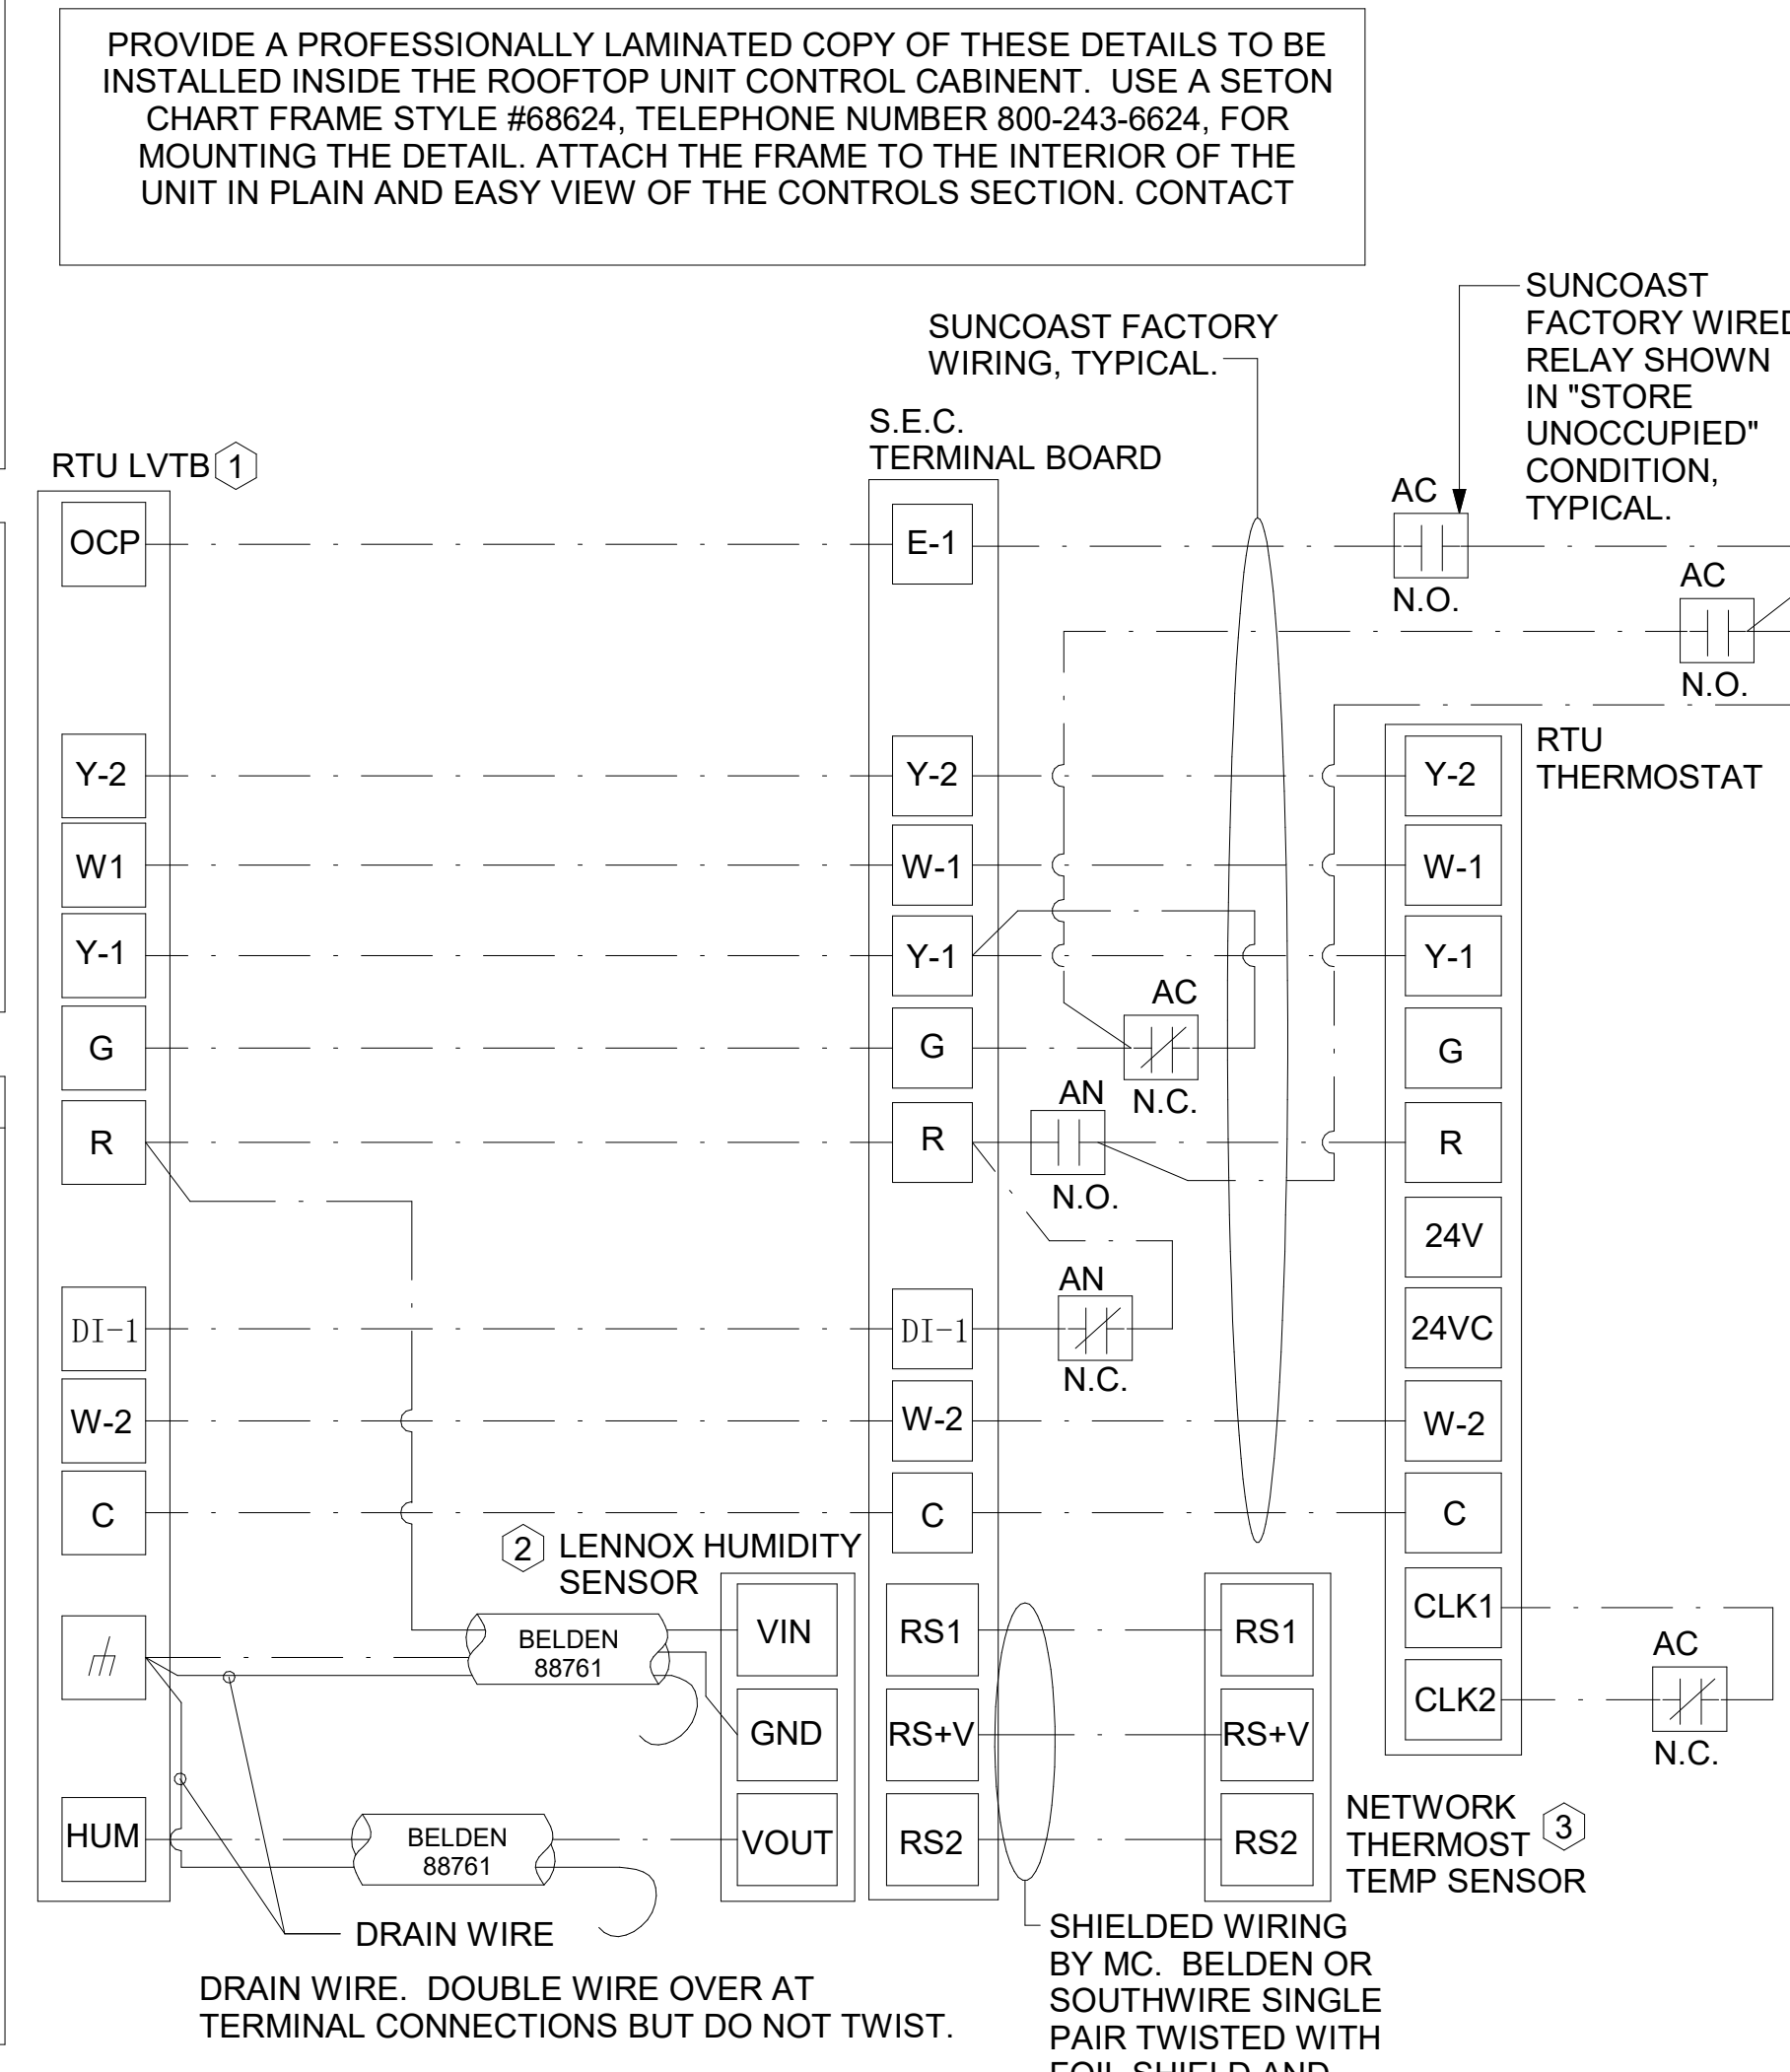 PROVIDE A PROFESSIONALLY LAMINATED COPY OF THESE DETAILS TO BE
INSTALLED INSIDE THE ROOFTOP UNIT CONTROL CABINENT. USE A SETON
CHART FRAME STYLE #68624, TELEPHONE NUMBER 800-243-6624, FOR
MOUNTING THE DETAIL. ATTACH THE FRAME TO THE INTERIOR OF THE
UNIT IN PLAIN AND EASY VIEW OF THE CONTROLS SECTION. CONTACT
SUNCOAST
FACTORY WIRED
RELAY SHOWN
IN "STORE
UNOCCUPIED"
CONDITION,
TYPICAL.
SUNCOAST FACTORY
WIRING, TYPICAL.
S.E.C.
TERMINAL BOARD
RTU LVTB 1
OCP
Y-2
W1
Y-1
G
R
DI-1
W-2
C
HUM
E-1
Y-2
W-1
Y-1
G
R
DI-1
W-2
C
RS1
RS+V
RS2
AC
N.O.
AC
N.O.
AC
N.C.
AN
N.O.
AN
N.C.
RTU
THERMOSTAT
Y-2
W-1
Y-1
G
R
24V
24VC
W-2
C
CLK1
CLK2
AC
N.C.
2 LENNOX HUMIDITY
SENSOR
VIN
GND
VOUT
BELDEN
88761
BELDEN
88761
RS1
RS+V
RS2
NETWORK
THERMOST 3
TEMP SENSOR
DRAIN WIRE
DRAIN WIRE. DOUBLE WIRE OVER AT
TERMINAL CONNECTIONS BUT DO NOT TWIST.
SHIELDED WIRING
BY MC. BELDEN OR
SOUTHWIRE SINGLE
PAIR TWISTED WITH
FOIL SHIELD AND